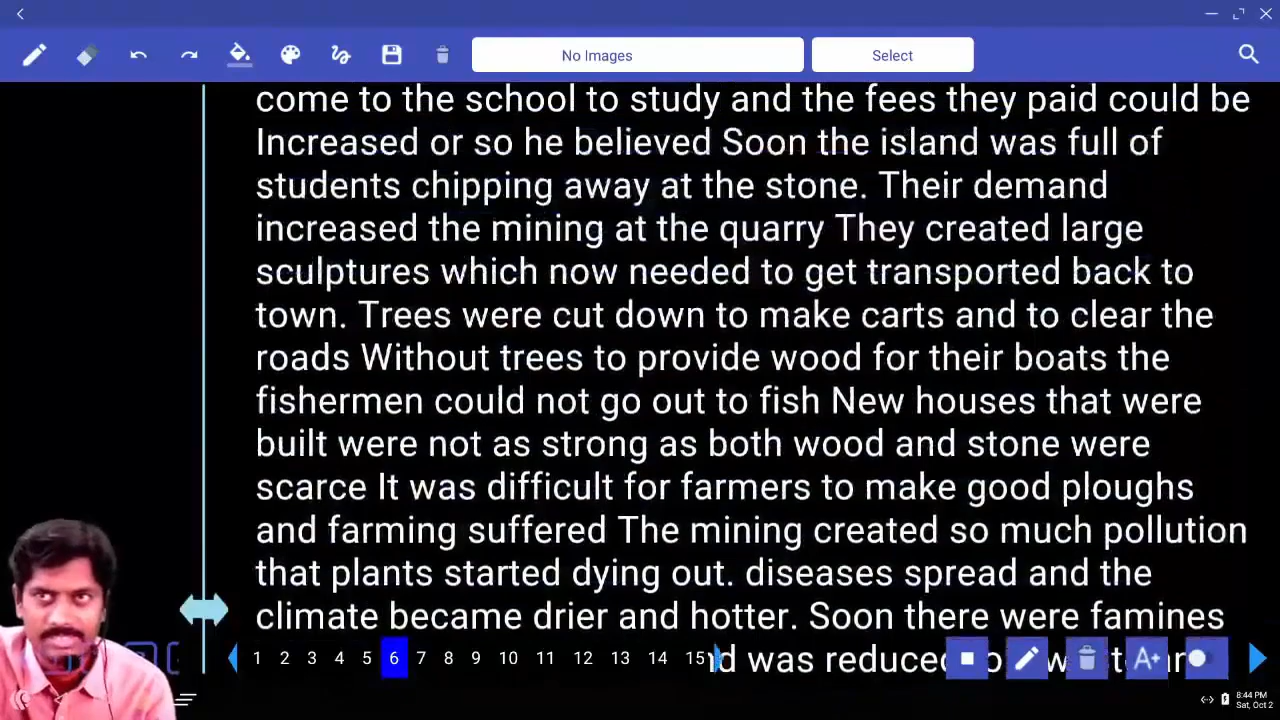 No Images
Select
come to the school to study and the fees they paid could be
Increased or so he believed Soon the island was full of
students chipping away at the stone. Their demand
increased the mining at the quarry They created large
sculptures which now needed to get transported back to
town. Trees were cut down to make carts and to clear the
roads Without trees to provide wood for their boats the
fishermen could not go out to fish New houses that were
built were not as strong as both wood and stone were
scarce It was difficult for farmers to make good ploughs
and farming suffered The mining created so much pollution
that plants started dying out. diseases spread and the
climate became drier and hotter. Soon there were famines
was reduced
1 2 3 4 5 6 7 8 9 10 11 12 13 14 15
A+
8:44 PM
Sat, Oct 2